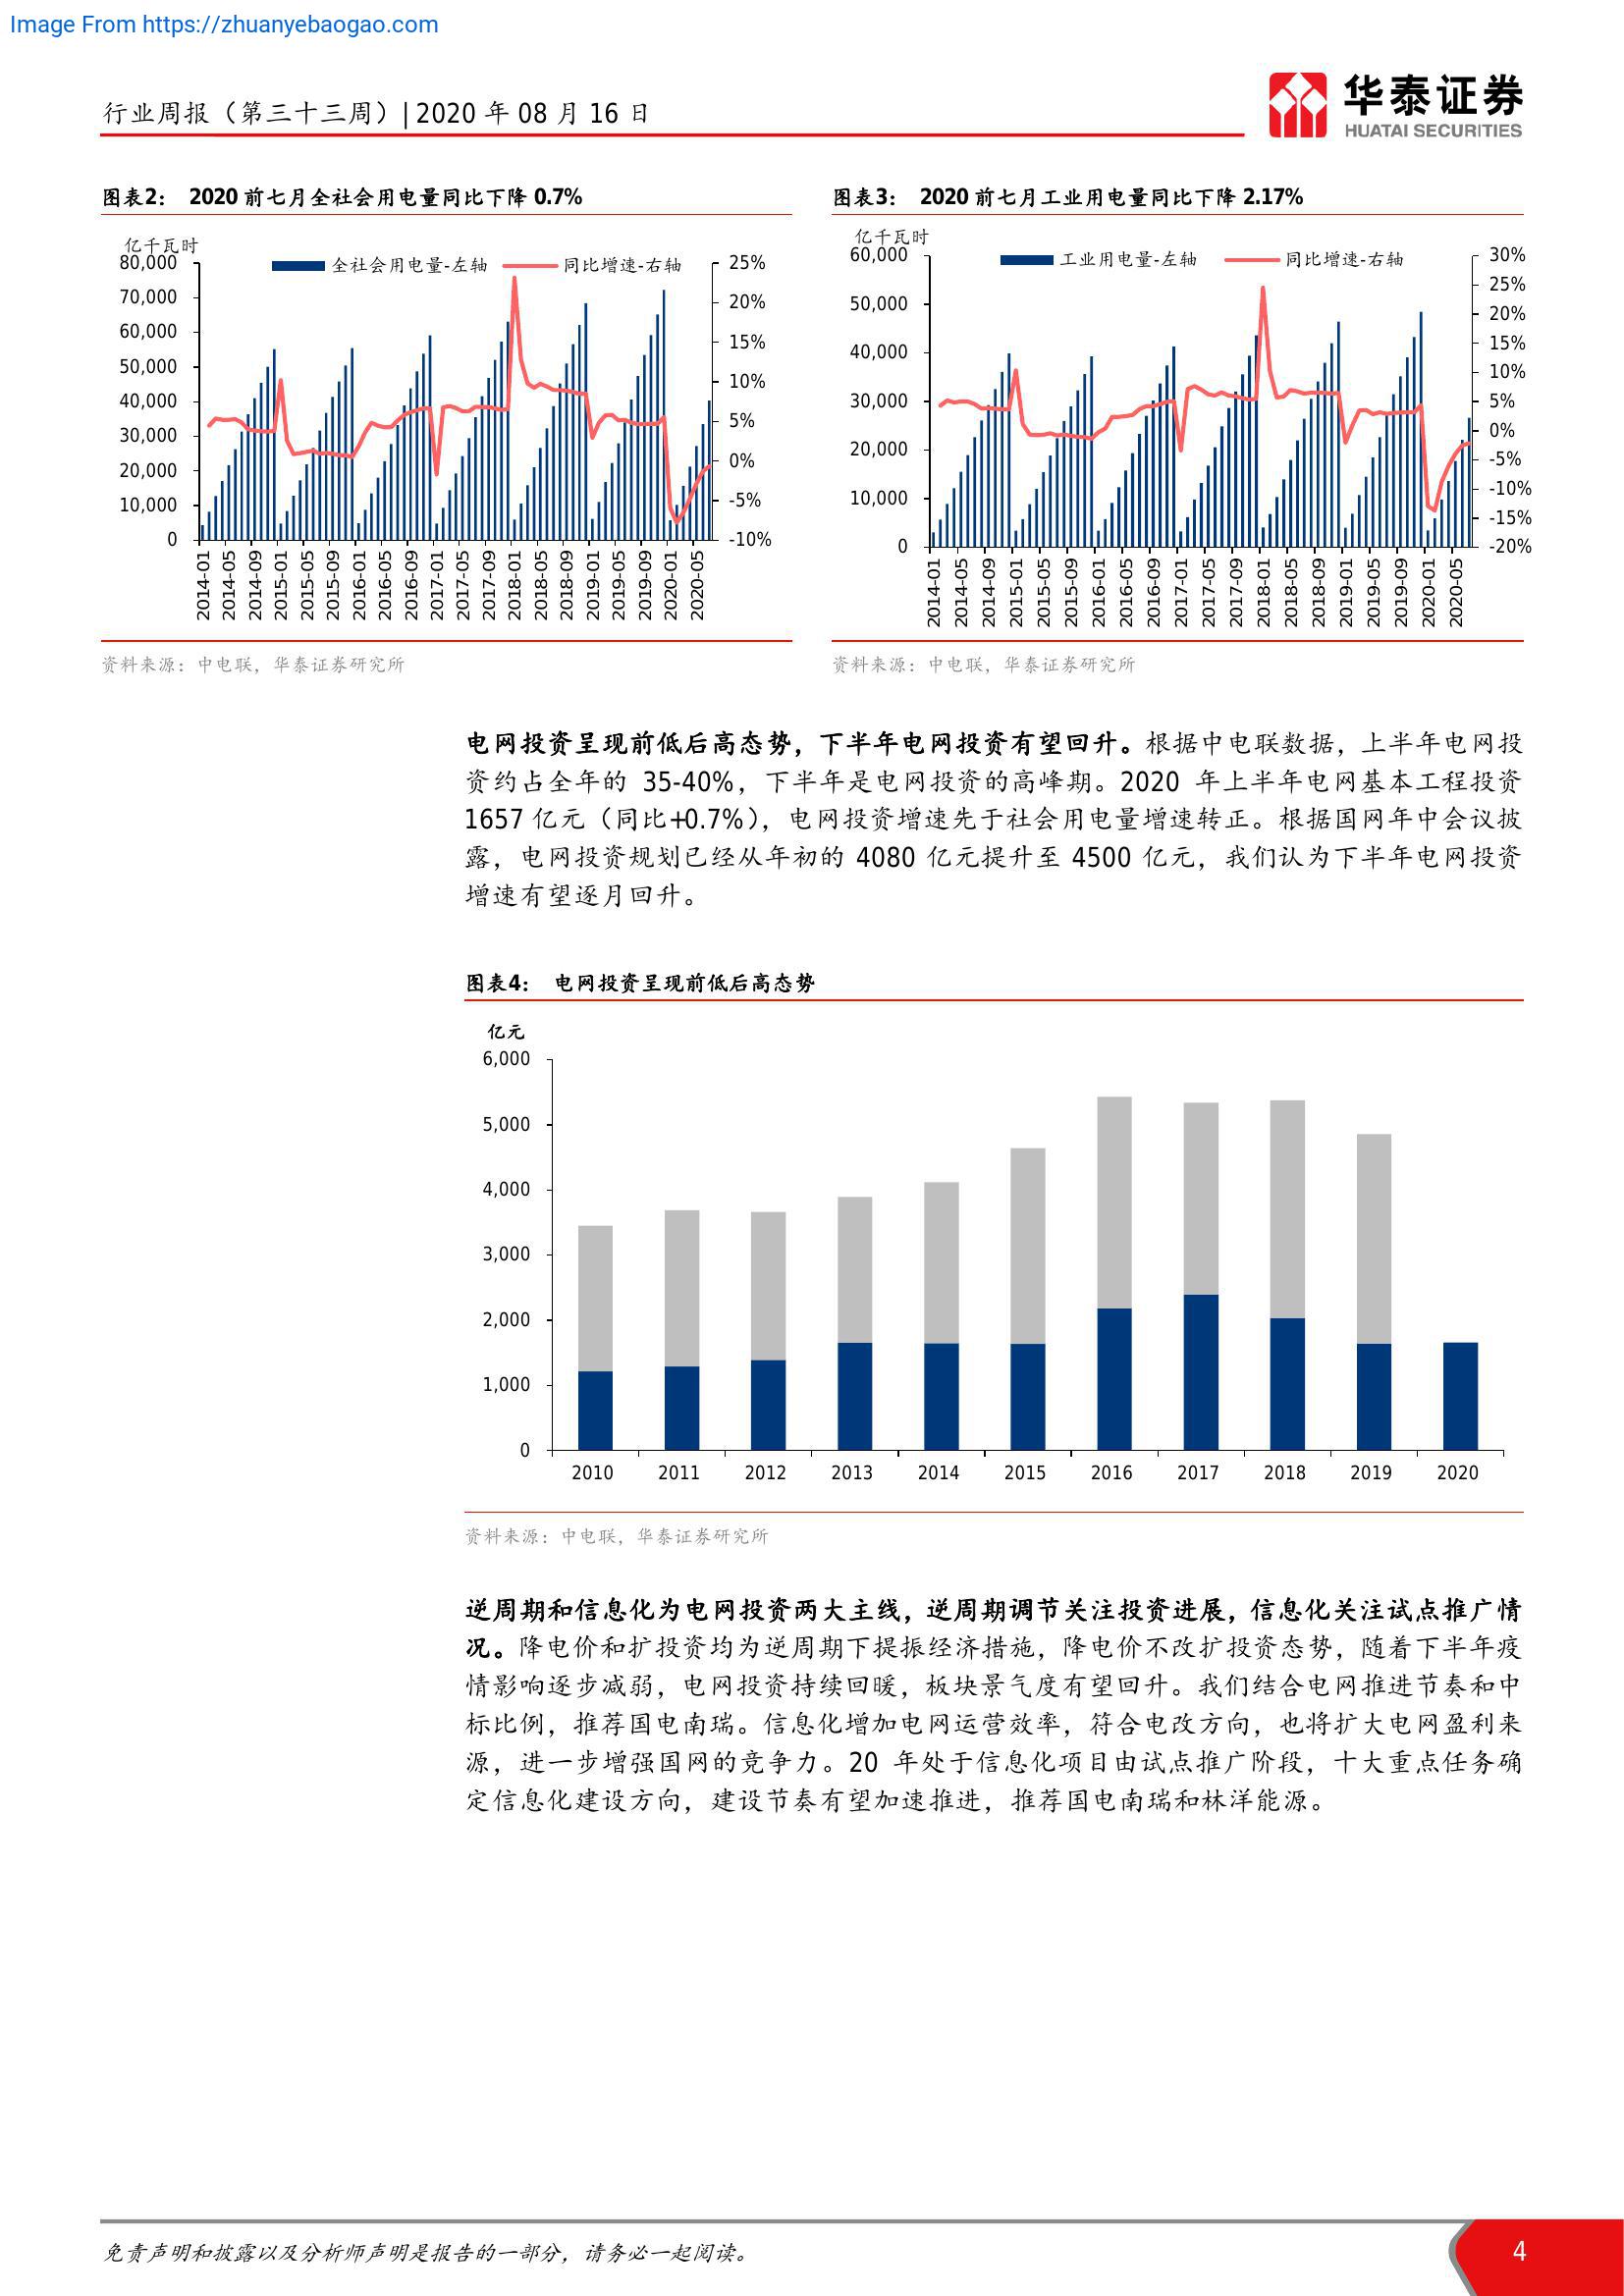 Image From https://zhuanyebaogao.com
行业周报（第三十三周）| 2020 年 08 月 16 日
华泰证券
HUATAI SECURITIES
图表2： 2020 前七月全社会用电量同比下降 0.7%
亿千瓦时
全社会用电量-左轴 同比增速-右轴
80,000
70,000
60,000
50,000
40,000
30,000
20,000
10,000
0
25%
20%
15%
10%
5%
0%
-5%
-10%
2014-01 2014-05 2014-09 2015-01 2015-05 2015-09 2016-01 2016-05 2016-09 2017-01 2017-05 2017-09 2018-01 2018-05 2018-09 2019-01 2019-05 2019-09 2020-01 2020-05
资料来源：中电联，华泰证券研究所
图表3： 2020 前七月工业用电量同比下降 2.17%
亿千瓦时
工业用电量-左轴 同比增速-右轴
60,000
50,000
40,000
30,000
20,000
10,000
0
30%
25%
20%
15%
10%
5%
0%
-5%
-10%
-15%
-20%
2014-01 2014-05 2014-09 2015-01 2015-05 2015-09 2016-01 2016-05 2016-09 2017-01 2017-05 2017-09 2018-01 2018-05 2018-09 2019-01 2019-05 2019-09 2020-01 2020-05
资料来源：中电联，华泰证券研究所
电网投资呈现前低后高态势，下半年电网投资有望回升。根据中电联数据，上半年电网投
资约占全年的 35-40%，下半年是电网投资的高峰期。2020 年上半年电网基本工程投资
1657 亿元（同比+0.7%），电网投资增速先于社会用电量增速转正。根据国网年中会议披
露，电网投资规划已经从年初的 4080 亿元提升至 4500 亿元，我们认为下半年电网投资
增速有望逐月回升。
图表4： 电网投资呈现前低后高态势
亿元
6,000
5,000
4,000
3,000
2,000
1,000
0
2010 2011 2012 2013 2014 2015 2016 2017 2018 2019 2020
资料来源：中电联，华泰证券研究所
逆周期和信息化为电网投资两大主线，逆周期调节关注投资进展，信息化关注试点推广情
况。降电价和扩投资均为逆周期下提振经济措施，降电价不改扩投资态势，随着下半年疫
情影响逐步减弱，电网投资持续回暖，板块景气度有望回升。我们结合电网推进节奏和中
标比例，推荐国电南瑞。信息化增加电网运营效率，符合电改方向，也将扩大电网盈利来
源，进一步增强国网的竞争力。20 年处于信息化项目由试点推广阶段，十大重点任务确
定信息化建设方向，建设节奏有望加速推进，推荐国电南瑞和林洋能源。
免责声明和披露以及分析师声明是报告的一部分，请务必一起阅读。
4